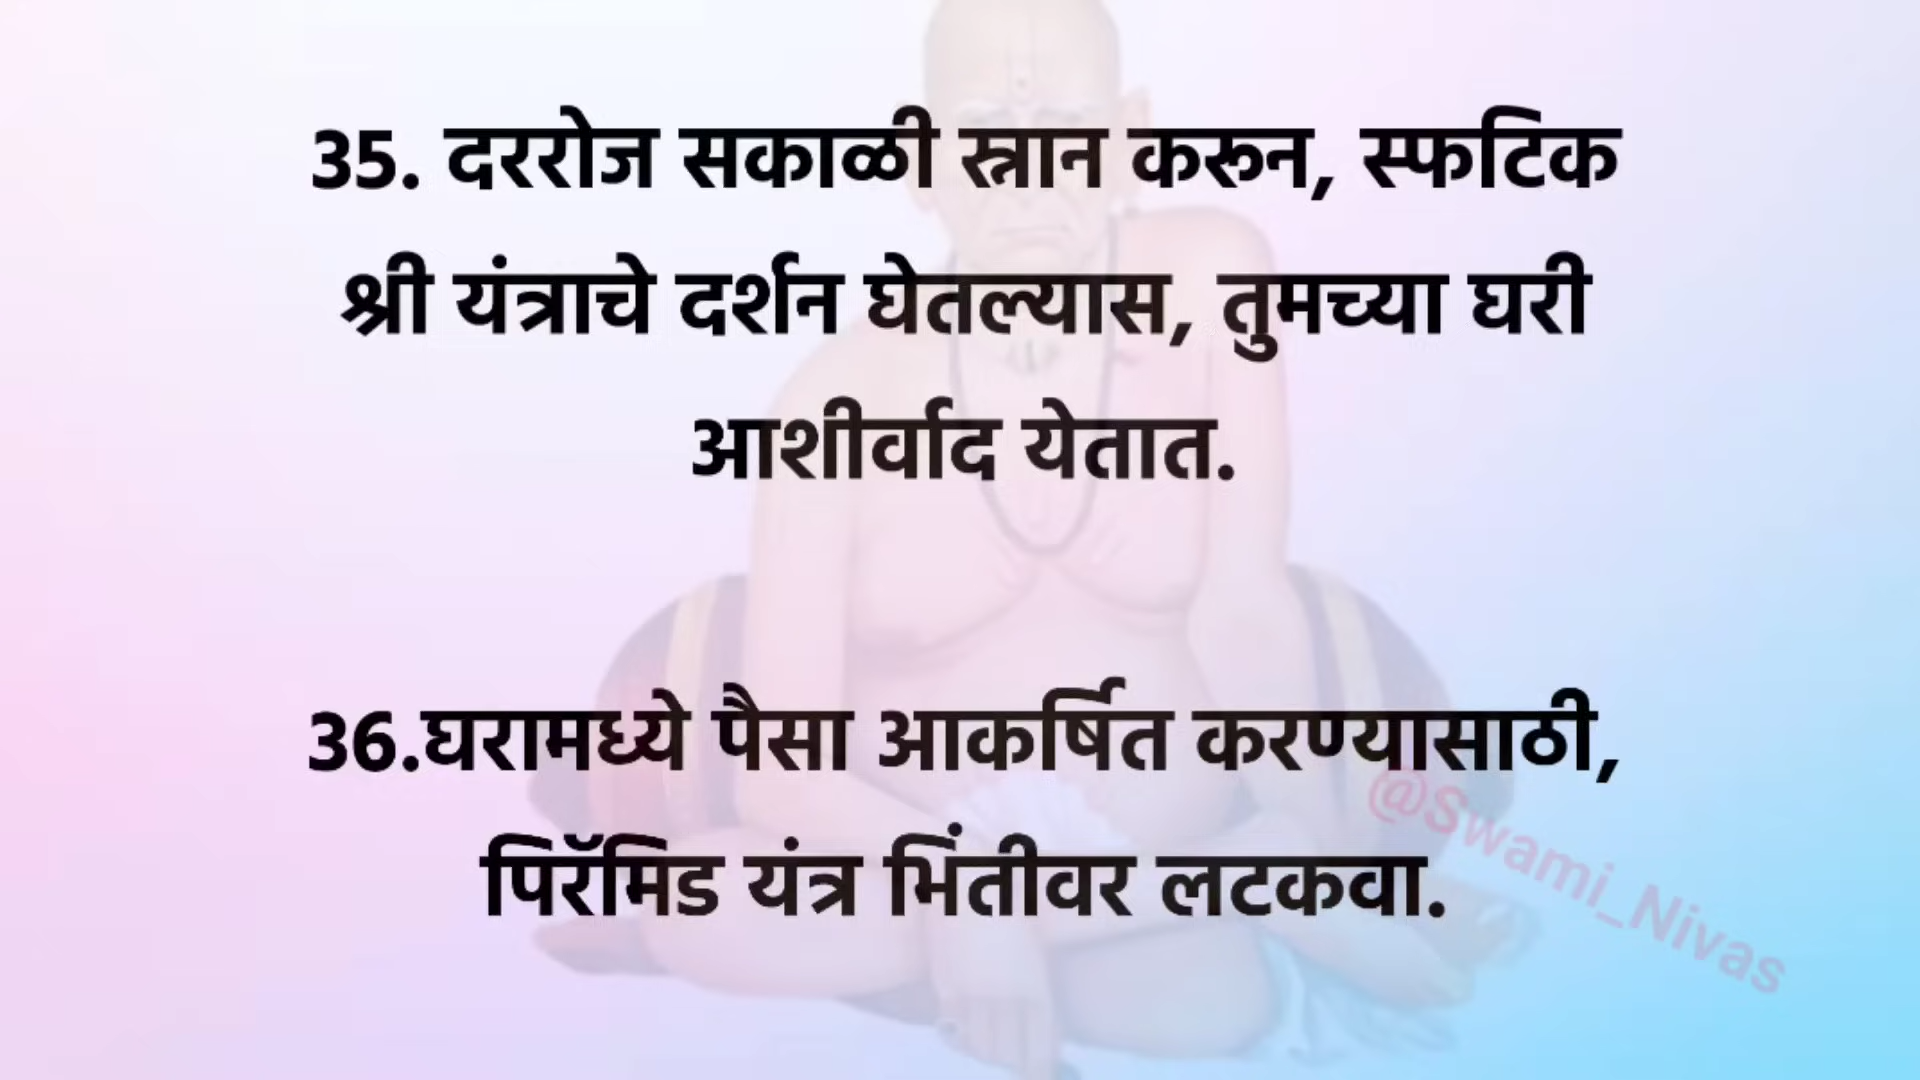 35. दररोज सकाळी स्नान करून, स्फटिक
श्री यंत्राचे दर्शन घेतल्यास, तुमच्या घरी
आशीर्वाद येतात.
36.घरामध्ये पैसा आकर्षित करण्यासाठी,
पिरॅमिड यंत्र भिंतीवर लटकवा.
@Swami_Nivas